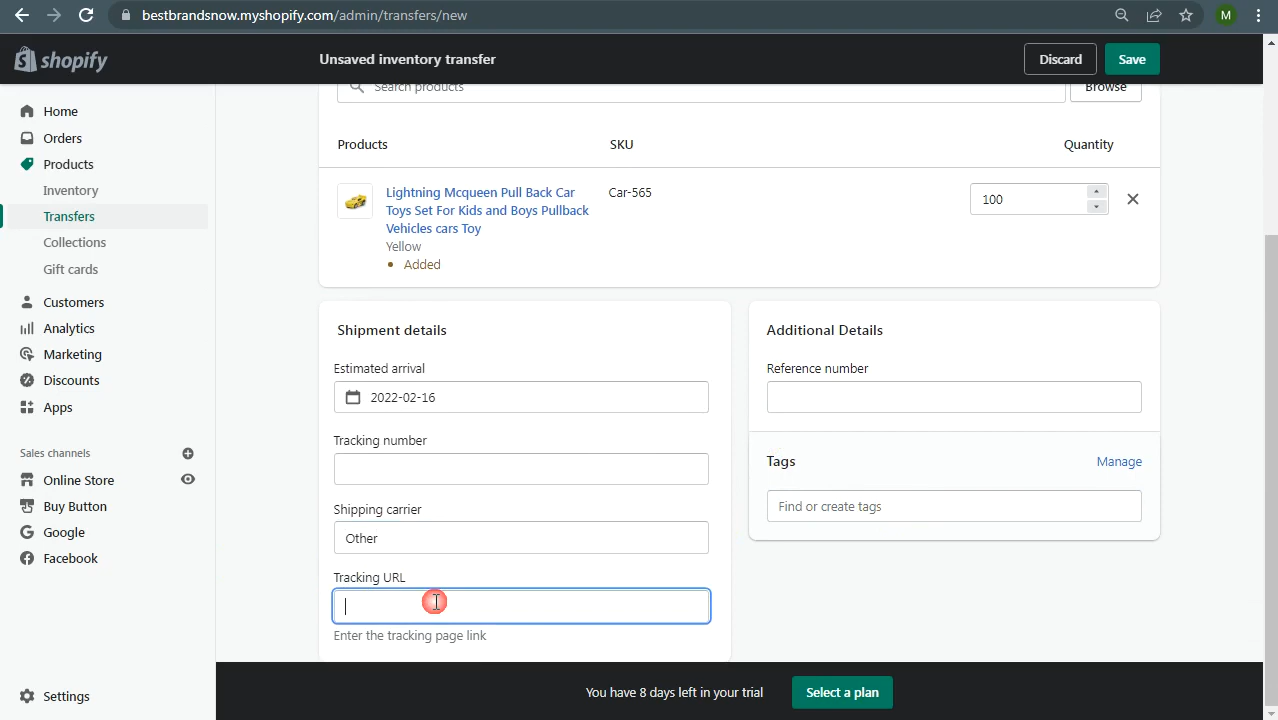 bestbrandsnow.myshopify.com/admin/transfers/new
M
shopify
Unsaved inventory transfer
Discard
Save
Home
Orders
Products
Inventory
Transfers
Collections
Gift cards
Customers
Analytics
Marketing
Discounts
Apps
Sales channels
Online Store
Buy Button
Google
Facebook
Settings
Search products
Browse
Products SKU Quantity
Lightning Mcqueen Pull Back Car
Toys Set For Kids and Boys Pullback
Vehicles cars Toy
Yellow
• Added
Car-565
100
Shipment details
Estimated arrival
2022-02-16
Tracking number
Shipping carrier
Other
Tracking URL
Enter the tracking page link
Additional Details
Reference number
Tags
Manage
Find or create tags
You have 8 days left in your trial
Select a plan